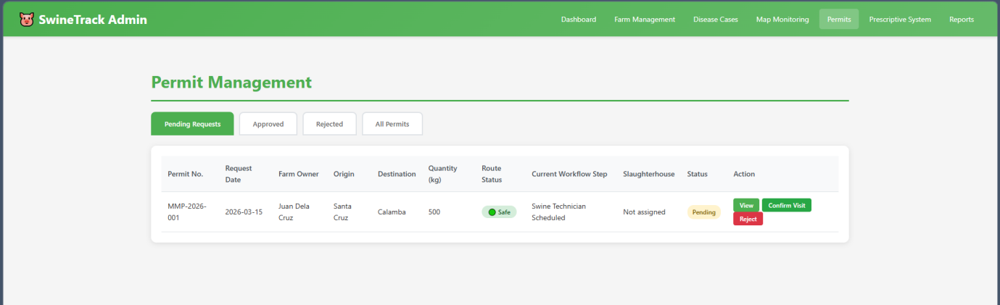 SwineTrack Admin
Dashboard
Farm Management
Disease Cases
Map Monitoring
Permits
Prescriptive System
Reports
Permit Management
Pending Requests
Approved
Rejected
All Permits
Permit No.
Request
Date
Farm Owner
Origin
Destination
Quantity
(kg)
Route
Status
Current Workflow Step
Slaughterhouse
Status
Action
MMP-2026-
001
2026-03-15
Juan Dela
Cruz
Santa
Cruz
Calamba
500
Safe
Swine Technician
Scheduled
Not assigned
Pending
View
Confirm Visit
Reject